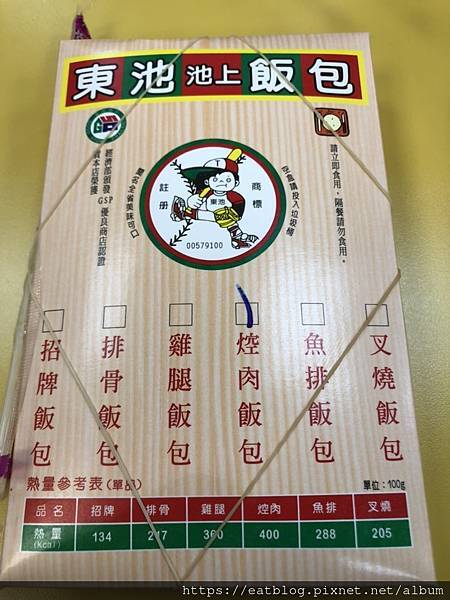 東池池上飯包
經濟部頒發
賀本店榮獲 GSP 優良商店認證
馳名全省美味可口
註冊
商標
東池
00579100
空盒請投入垃圾桶
請立即食用，隔餐請勿食用。
招牌飯包
排骨飯包
雞腿飯包
焢肉飯包
魚排飯包
叉燒飯包
熱量參考表(單品)
單位：100g
品名 招牌 排骨 雞腿 焢肉 魚排 叉燒
熱量(Kcal) 134 217 360 400 288 205
https://eatblog.pixnet.net/album